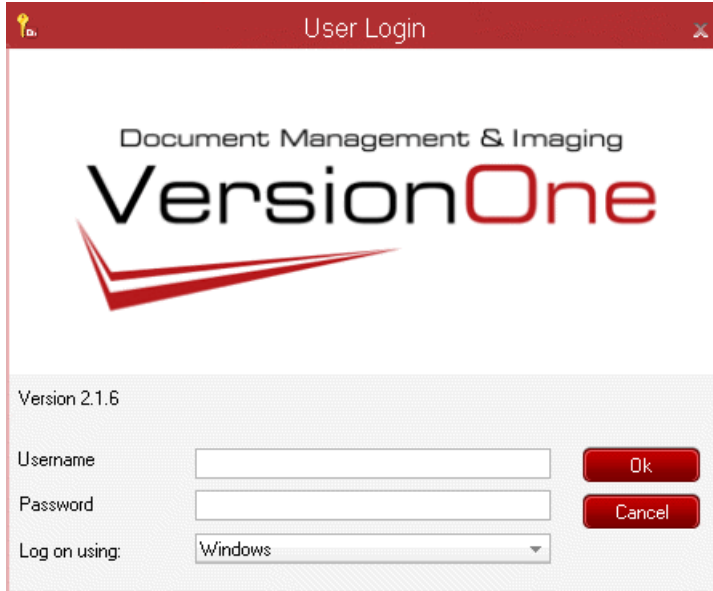 User Login
x
Document Management & Imaging
VersionOne
Version 2.1.6
Username
Ok
Password
Cancel
Log on using:
Windows